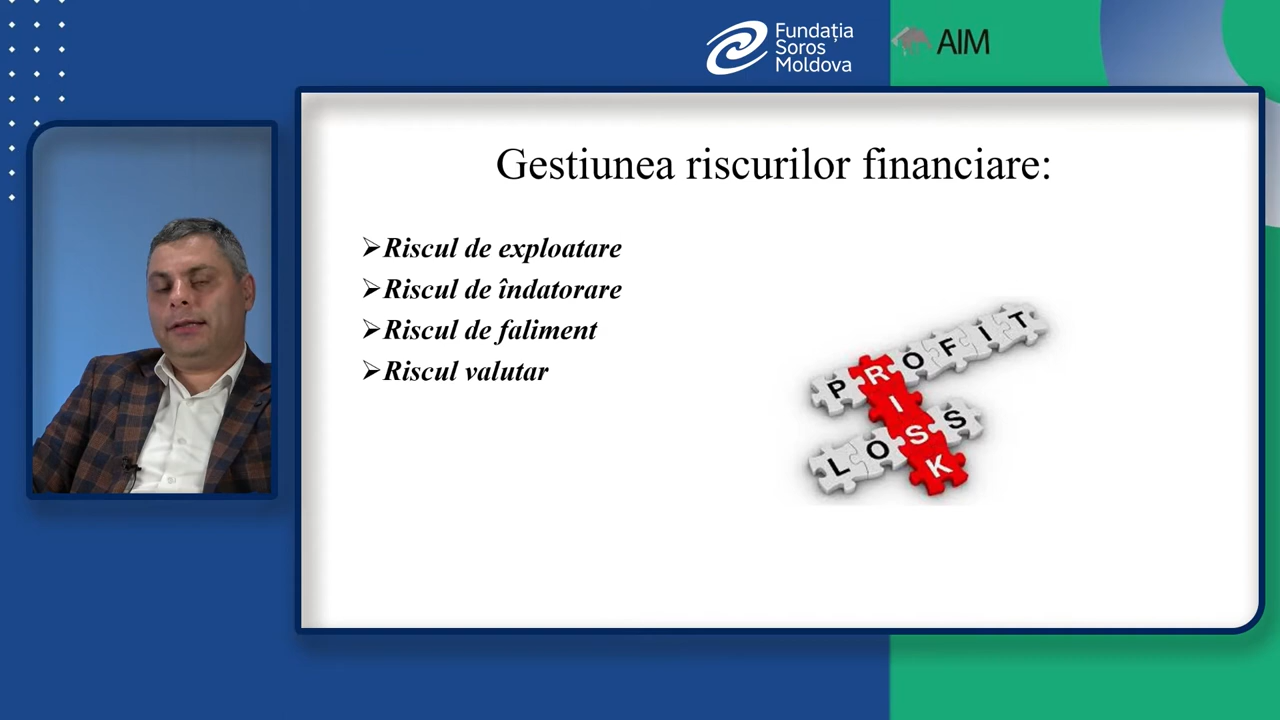 Fundația
Soros
Moldova
AIM
Gestiunea riscurilor financiare:
➢Riscul de exploatare
➢Riscul de îndatorare
➢Riscul de faliment
➢Riscul valutar
PROFIT
RISK
LOSS